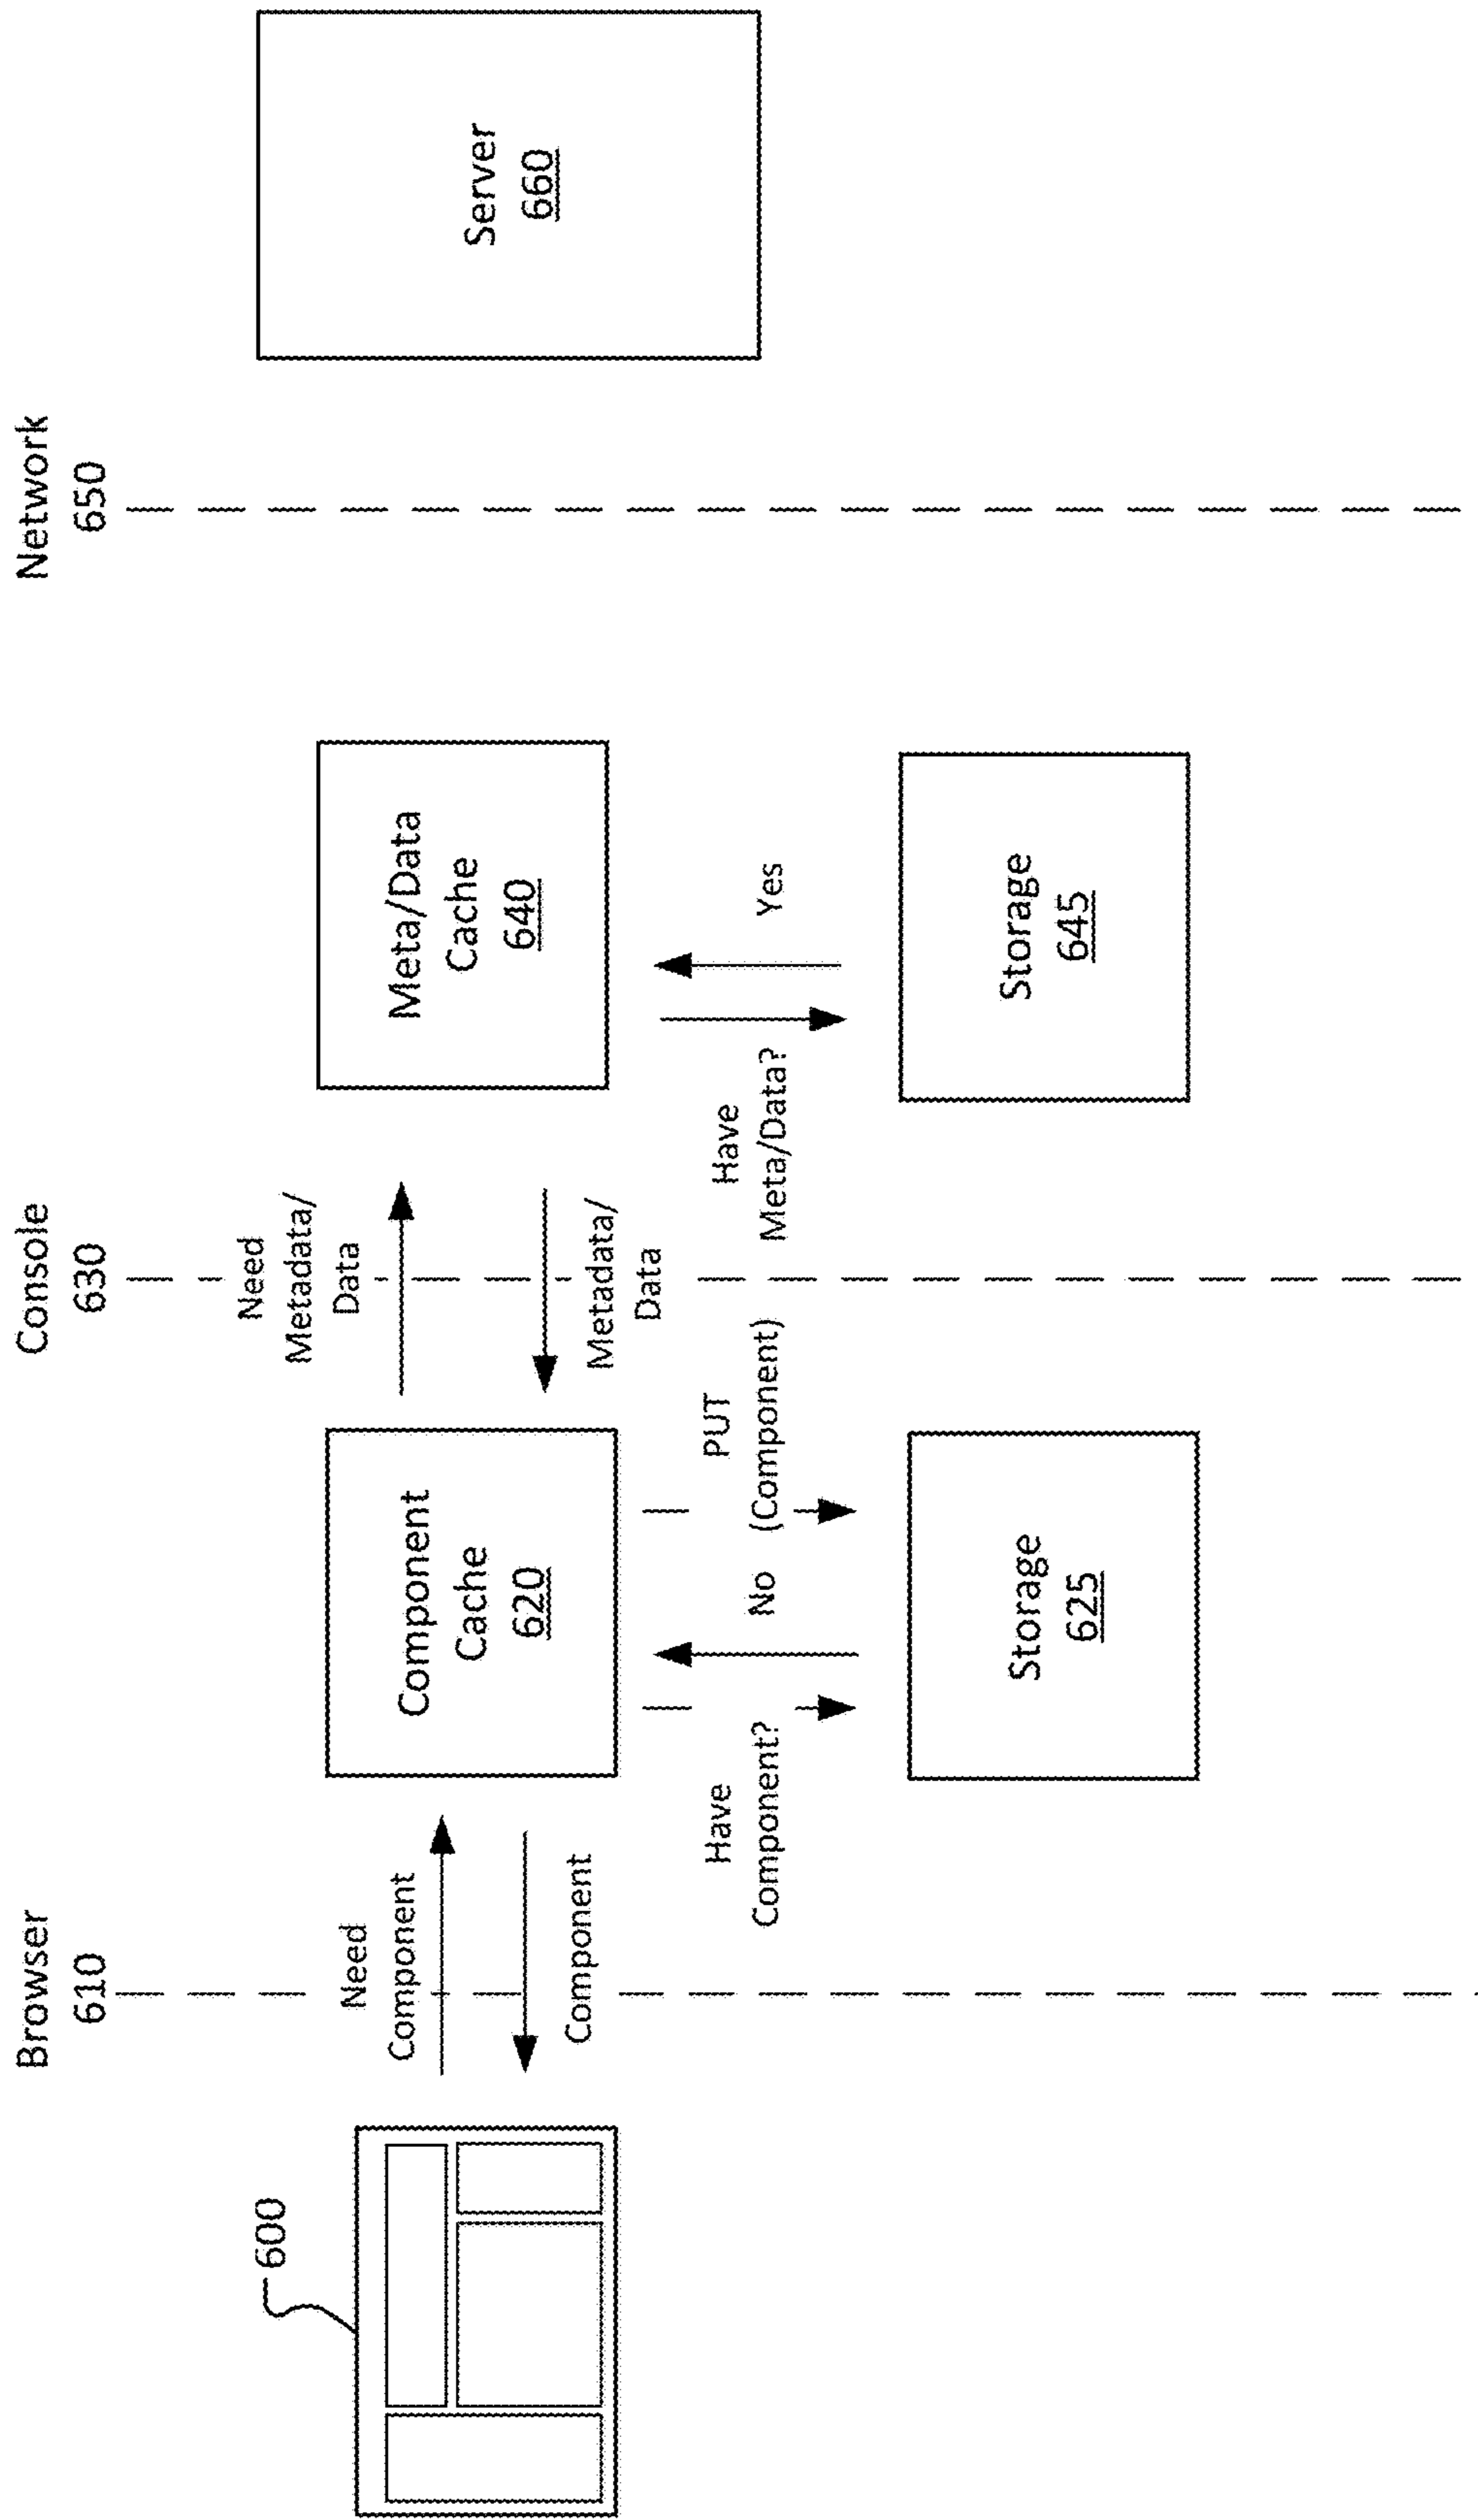 Browser
610
Console
630
Network
650
600
Need
Component
Component
Component
Cache
620
Have
Component?
No
PUT
(Component)
Storage
625
Need
Metadata/
Data
Metadata/
Data
Meta/Data
Cache
640
Have
Meta/Data?
Yes
Storage
645
Server
660